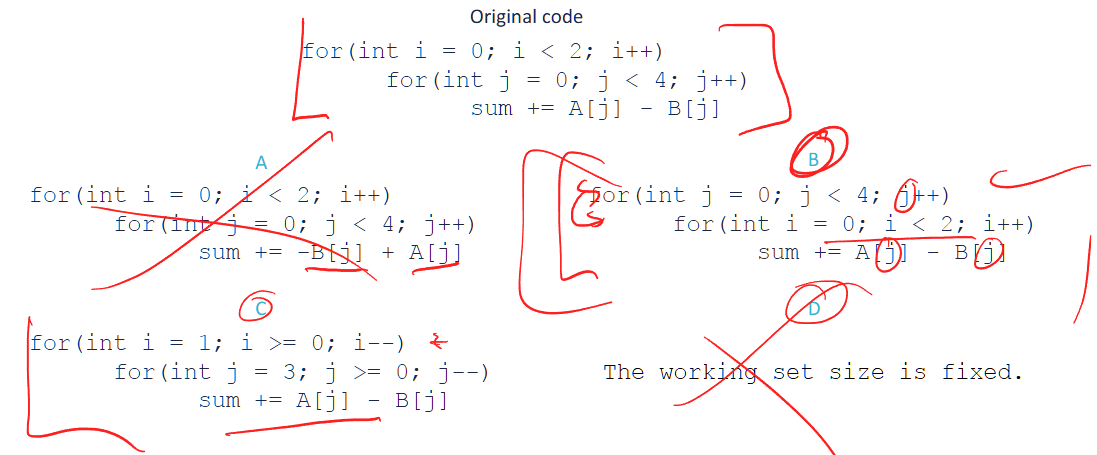 Original code
for(int i = 0; i < 2; i++)
for(int j = 0; j < 4; j++)
sum += A[j] - B[j]
A
for(int i = 0; i < 2; i++)
for(int j = 0; j < 4; j++)
sum += -B[j] + A[j]
B
for(int j = 0; j < 4; j++)
for(int i = 0; i < 2; i++)
sum += A[j] - B[j]
C
for(int i = 1; i >= 0; i--)
for(int j = 3; j >= 0; j--)
sum += A[j] - B[j]
D
The working set size is fixed.